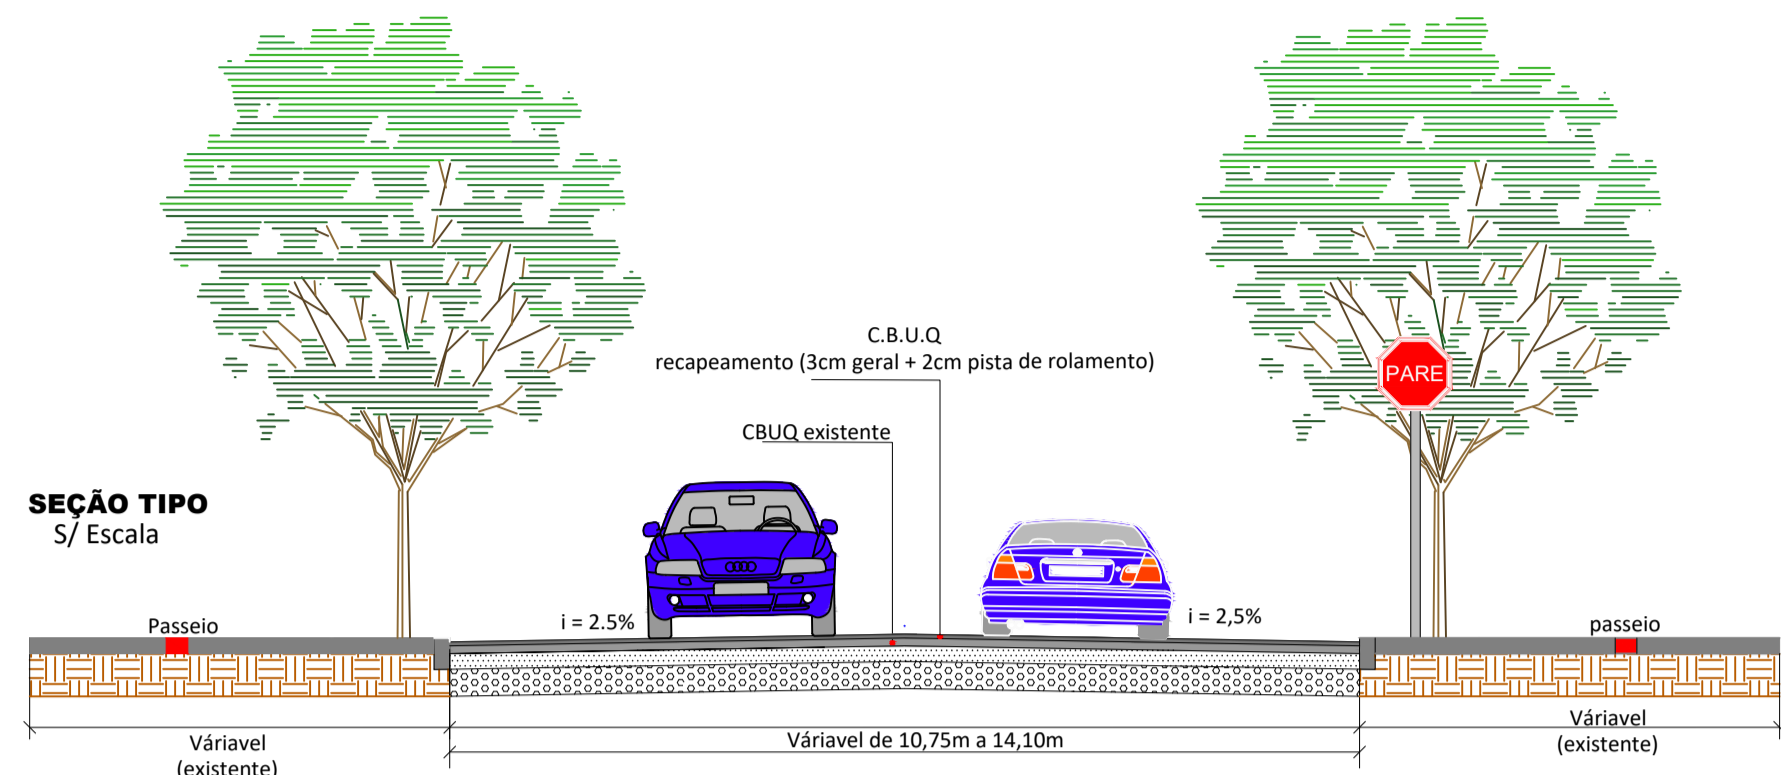 C.B.U.Q
recapeamento (3cm geral + 2cm pista de rolamento)
PARE
CBUQ existente
SEÇÃO TIPO
S/ Escala
i = 2.5%
i = 2,5%
Passeio
passeio
Váriavel
(existente)
Váriavel de 10,75m a 14,10m
Váriavel
(existente)